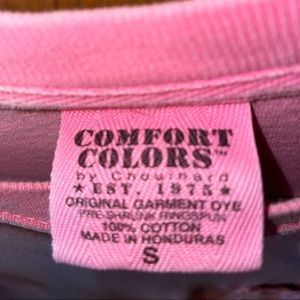 COMFORT
COLORS™
by Chouinard
★ EST. 1975 ★
ORIGINAL GARMENT DYE
PRE-SHRUNK RINGSPUN
100% COTTON
MADE IN HONDURAS
S